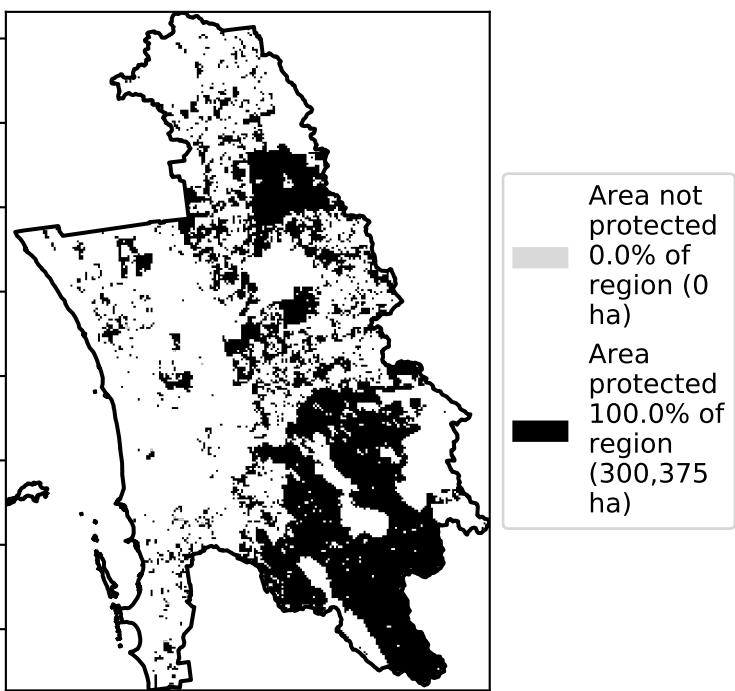 Area not
protected
0.0% of
region (0
ha)
Area
protected
100.0% of
region
(300,375
ha)